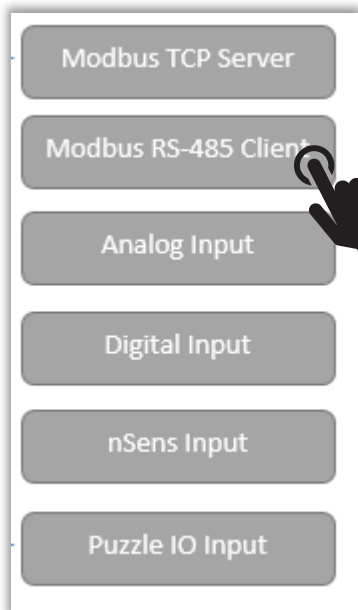 Modbus TCP Server
Modbus RS-485 Client
Analog Input
Digital Input
nSens Input
Puzzle IO Input